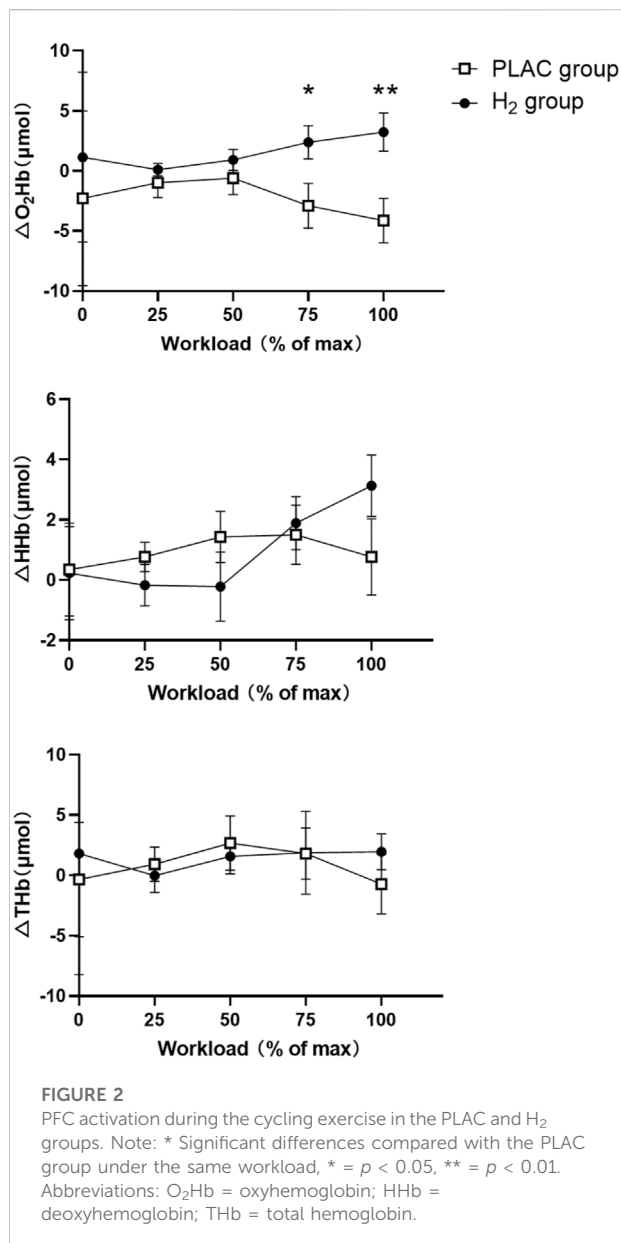 10
5
0
-5
-10
△O₂Hb(μmol)
* **
PLAC group
H₂ group
0 25 50 75 100
Workload (% of max)
6
4
2
0
-2
△HHb(μmol)
0 25 50 75 100
Workload (% of max)
10
5
0
-5
-10
△THb(μmol)
0 25 50 75 100
Workload (% of max)
FIGURE 2
PFC activation during the cycling exercise in the PLAC and H₂
groups. Note: * Significant differences compared with the PLAC
group under the same workload, * = p < 0.05, ** = p < 0.01.
Abbreviations: O₂Hb = oxyhemoglobin; HHb =
deoxyhemoglobin; THb = total hemoglobin.